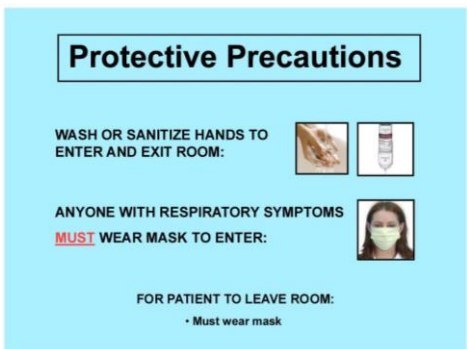 Protective Precautions
WASH OR SANITIZE HANDS TO
ENTER AND EXIT ROOM:
ANYONE WITH RESPIRATORY SYMPTOMS
MUST WEAR MASK TO ENTER:
FOR PATIENT TO LEAVE ROOM:
• Must wear mask